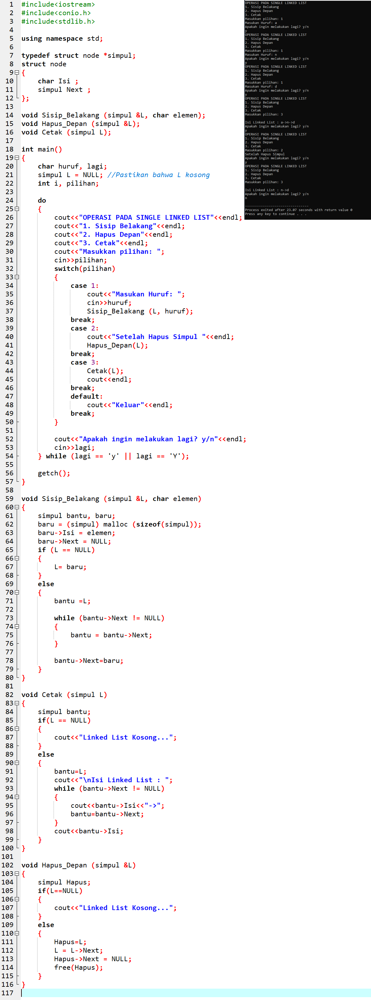 1 #include<iostream>
2 #include<conio.h>
3 #include<stdlib.h>
4
5 using namespace std;
6
7 typedef struct node *simpul;
8 struct node
9 {
10     char Isi ;
11     simpul Next ;
12 };
13
14 void Sisip_Belakang (simpul &L, char elemen);
15 void Hapus_Depan (simpul &L);
16 void Cetak (simpul L);
17
18 int main()
19 {
20     char huruf, lagi;
21     simpul L = NULL; //Pastikan bahwa L kosong
22     int i, pilihan;
23
24     do
25     {
26         cout<<"OPERASI PADA SINGLE LINKED LIST"<<endl;
27         cout<<"1. Sisip Belakang"<<endl;
28         cout<<"2. Hapus Depan"<<endl;
29         cout<<"3. Cetak"<<endl;
30         cout<<"Masukkan pilihan: ";
31         cin>>pilihan;
32         switch(pilihan)
33         {
34             case 1:
35                 cout<<"Masukan Huruf: ";
36                 cin>>huruf;
37                 Sisip_Belakang (L, huruf);
38             break;
39             case 2:
40                 cout<<"Setelah Hapus Simpul "<<endl;
41                 Hapus_Depan(L);
42             break;
43             case 3:
44                 Cetak(L);
45                 cout<<endl;
46             break;
47             default:
48                 cout<<"Keluar"<<endl;
49             break;
50         }
51
52         cout<<"Apakah ingin melakukan lagi? y/n"<<endl;
53         cin>>lagi;
54     } while (lagi == 'y' || lagi == 'Y');
55
56     getch();
57 }
58
59 void Sisip_Belakang (simpul &L, char elemen)
60 {
61     simpul bantu, baru;
62     baru = (simpul) malloc (sizeof(simpul));
63     baru->Isi = elemen;
64     baru->Next = NULL;
65     if (L == NULL)
66     {
67         L= baru;
68     }
69     else
70     {
71         bantu =L;
72
73         while (bantu->Next != NULL)
74         {
75             bantu = bantu->Next;
76         }
77
78         bantu->Next=baru;
79     }
80 }
81
82 void Cetak (simpul L)
83 {
84     simpul bantu;
85     if(L == NULL)
86     {
87         cout<<"Linked List Kosong...";
88     }
89     else
90     {
91         bantu=L;
92         cout<<"\nIsi Linked List : ";
93         while (bantu->Next != NULL)
94         {
95             cout<<bantu->Isi<<"->";
96             bantu=bantu->Next;
97         }
98         cout<<bantu->Isi;
99     }
100 }
101
102 void Hapus_Depan (simpul &L)
103 {
104     simpul Hapus;
105     if(L==NULL)
106     {
107         cout<<"Linked List Kosong...";
108     }
109     else
110     {
111         Hapus=L;
112         L = L->Next;
113         Hapus->Next = NULL;
114         free(Hapus);
115     }
116 }
117
OPERASI PADA SINGLE LINKED LIST
1. Sisip Belakang
2. Hapus Depan
3. Cetak
Masukkan pilihan: 1
Masukan Huruf: a
Apakah ingin melakukan lagi? y/n
y
OPERASI PADA SINGLE LINKED LIST
1. Sisip Belakang
2. Hapus Depan
3. Cetak
Masukkan pilihan: 1
Masukan Huruf: n
Apakah ingin melakukan lagi? y/n
y
OPERASI PADA SINGLE LINKED LIST
1. Sisip Belakang
2. Hapus Depan
3. Cetak
Masukkan pilihan: 1
Masukan Huruf: d
Apakah ingin melakukan lagi? y/n
y
OPERASI PADA SINGLE LINKED LIST
1. Sisip Belakang
2. Hapus Depan
3. Cetak
Masukkan pilihan: 3

Isi Linked List : a->n->d
Apakah ingin melakukan lagi? y/n
y
OPERASI PADA SINGLE LINKED LIST
1. Sisip Belakang
2. Hapus Depan
3. Cetak
Masukkan pilihan: 2
Setelah Hapus Simpul
Apakah ingin melakukan lagi? y/n
y
OPERASI PADA SINGLE LINKED LIST
1. Sisip Belakang
2. Hapus Depan
3. Cetak
Masukkan pilihan: 3

Isi Linked List : n->d
Apakah ingin melakukan lagi? y/n
n

--------------------------------
Process exited after 23.07 seconds with return value 0
Press any key to continue . . .